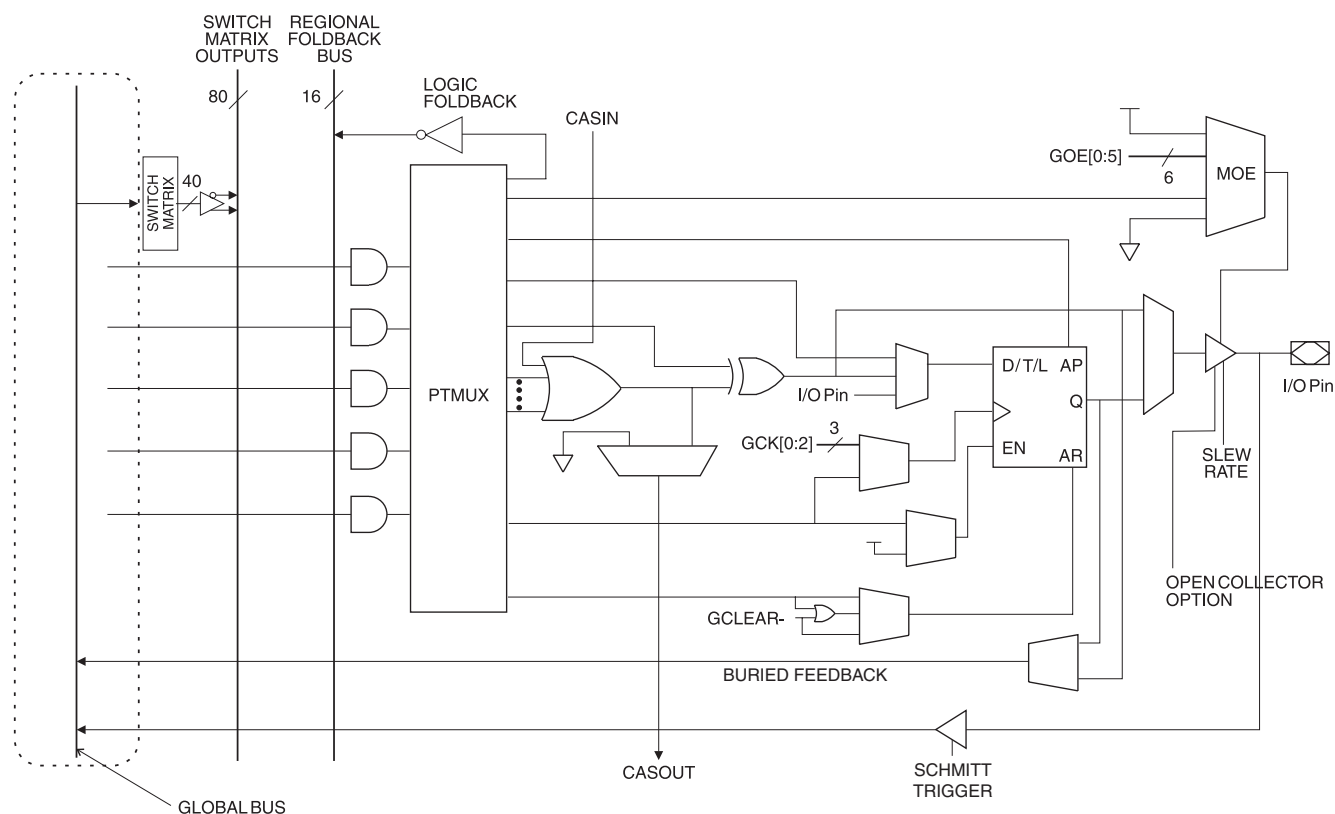 SWITCH
MATRIX
OUTPUTS
REGIONAL
FOLDBACK
BUS
80
16
LOGIC
FOLDBACK
CASIN
GOE[0:5]
6
MOE
SWITCH
MATRIX
40
PTMUX
I/O Pin
D/T/L AP
Q
EN
AR
GCK[0:2]
3
I/O Pin
SLEW
RATE
OPEN COLLECTOR
OPTION
GCLEAR-
BURIED FEEDBACK
CASOUT
SCHMITT
TRIGGER
GLOBAL BUS